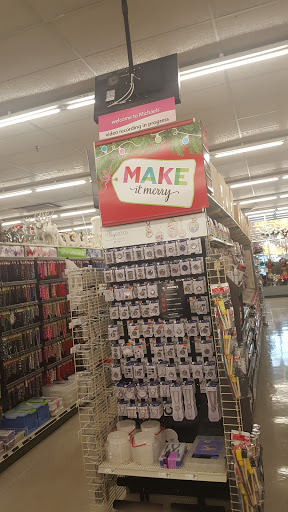 welcome to Michaels
video recording in progress
MAKE
it merry